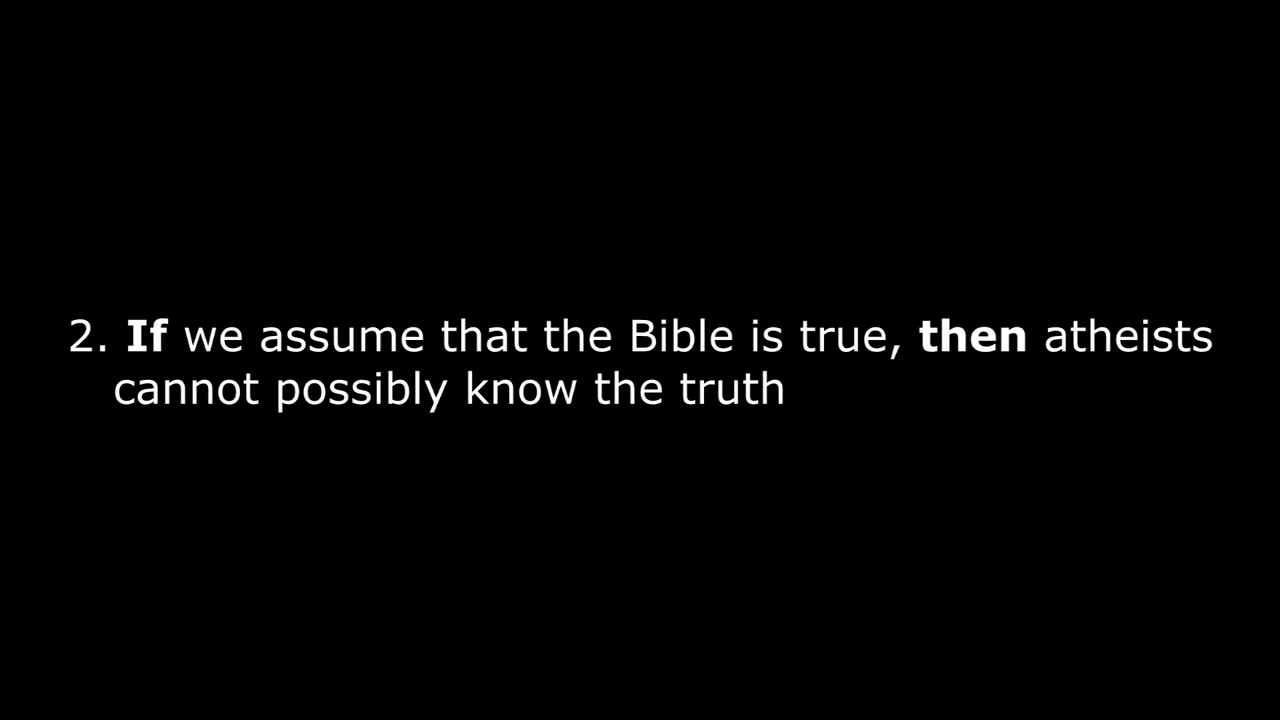 2. If we assume that the Bible is true, then atheists
cannot possibly know the truth